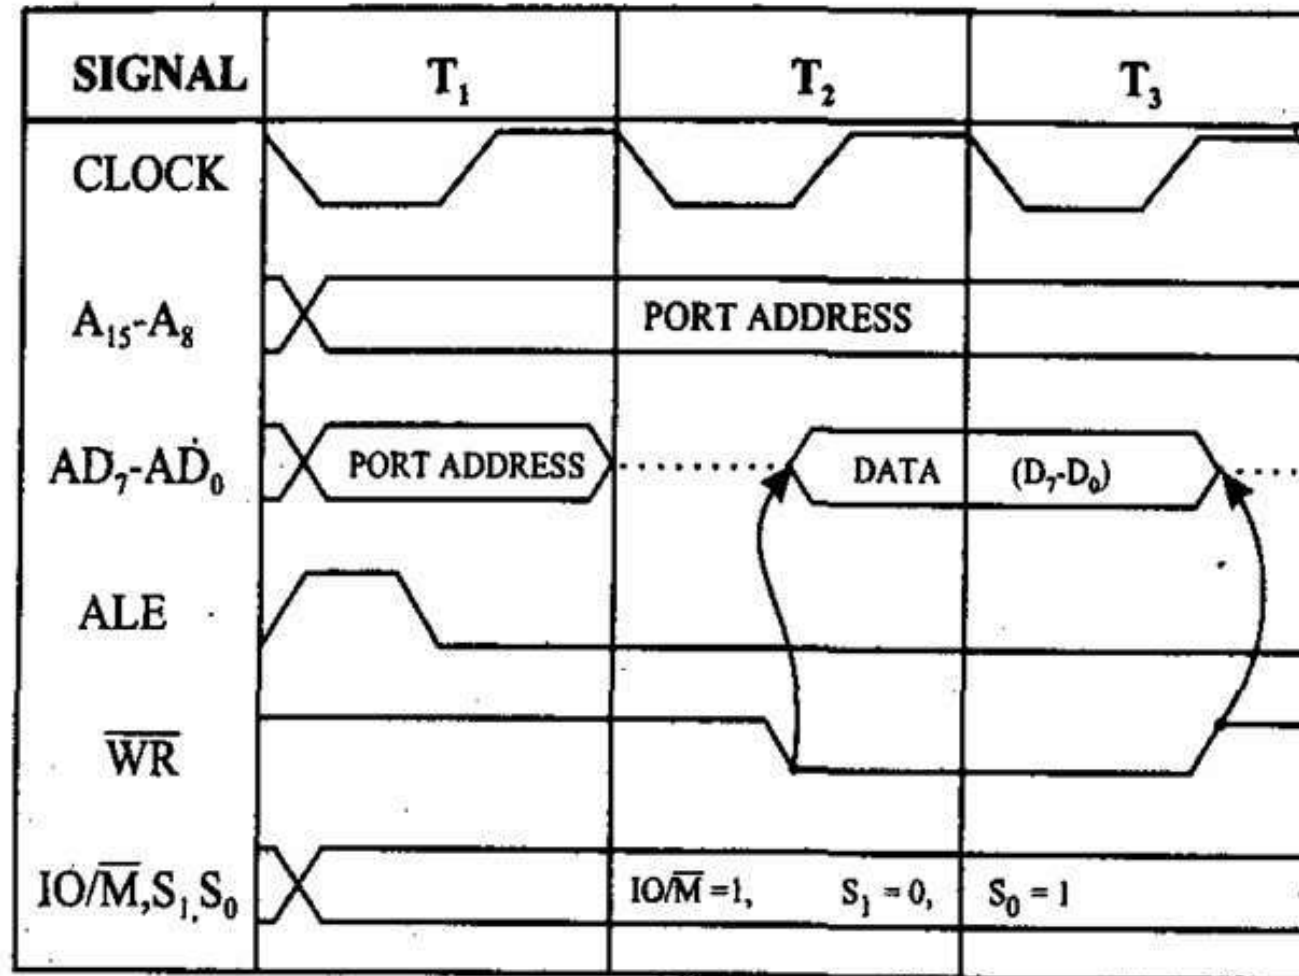 SIGNAL T₁ T₂ T₃
CLOCK
A₁₅-A₈ PORT ADDRESS
AD₇-AD₀ PORT ADDRESS DATA (D₇-D₀)
ALE
W̅R̅
IO/M̅,S₁,S₀ IO/M̅ =1, S₁ =0, S₀ =1